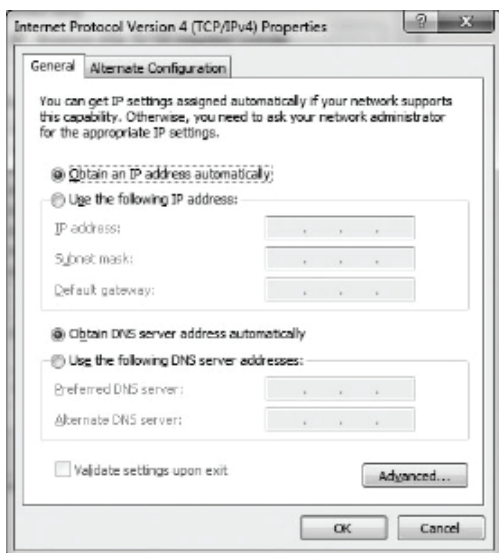 Internet Protocol Version 4 (TCP/IPv4) Properties
? X
General Alternate Configuration
You can get IP settings assigned automatically if your network supports
this capability. Otherwise, you need to ask your network administrator
for the appropriate IP settings.
Obtain an IP address automatically
Use the following IP address:
IP address:
Subnet mask:
Default gateway:
Obtain DNS server address automatically
Use the following DNS server addresses:
Preferred DNS server:
Alternate DNS server:
Validate settings upon exit
Advanced...
OK Cancel